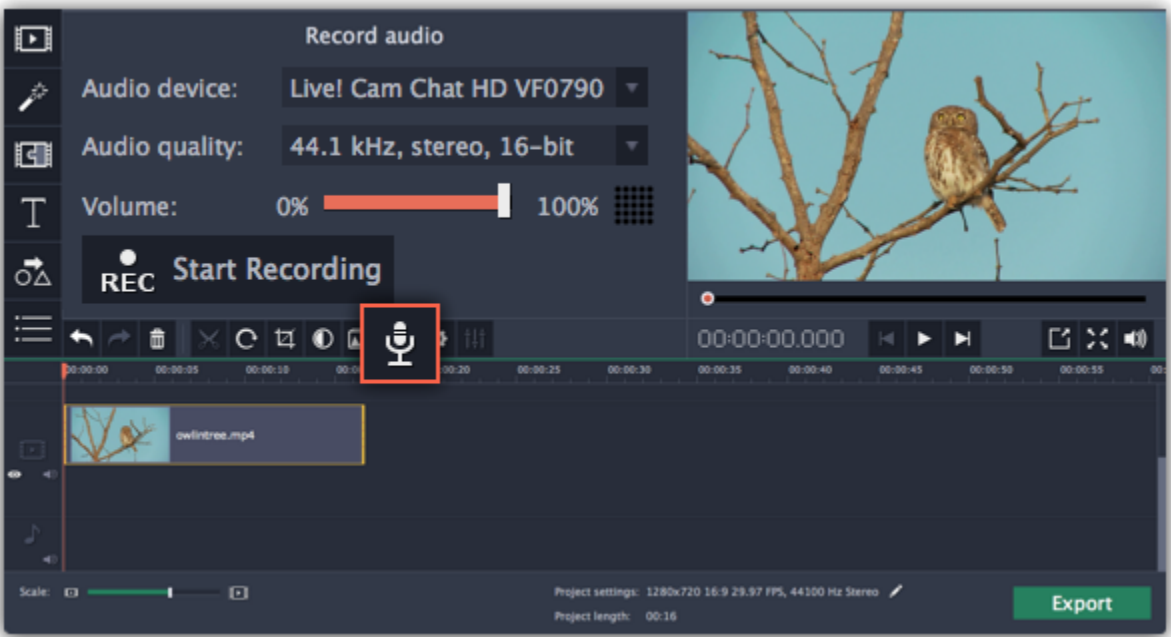 Record audio
Audio device: Live! Cam Chat HD VF0790
Audio quality: 44.1 kHz, stereo, 16-bit
Volume: 0% 100%
REC Start Recording
T
00:00:00.000
00:00:00 00:00:05 00:00:10 00:00:20 00:00:25 00:00:30 00:00:35 00:00:40 00:00:45 00:00:50 00:00:55
owlintree.mp4
Scale:
Project settings: 1280x720 16:9 29.97 FPS, 44100 Hz Stereo
Project length: 00:16
Export